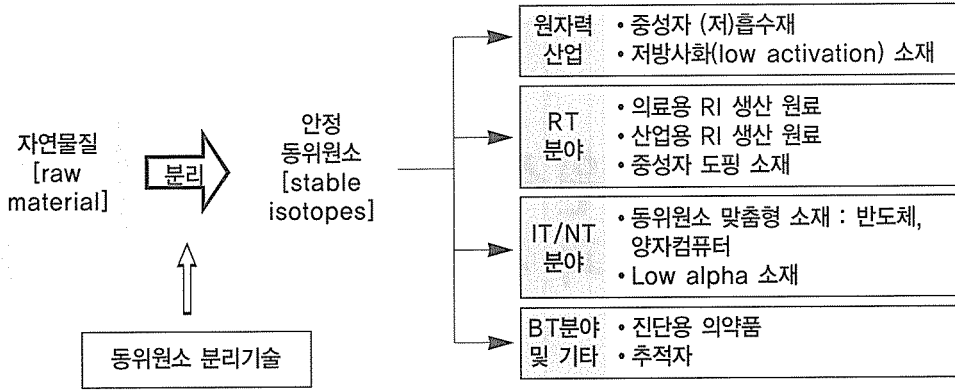 자연물질
[raw
material]
분리
동위원소 분리기술
안정
동위원소
[stable
isotopes]
원자력
산업
• 중성자 (저)흡수재
• 저방사화(low activation) 소재
RT
분야
• 의료용 RI 생산 원료
• 산업용 RI 생산 원료
• 중성자 도핑 소재
IT/NT
분야
• 동위원소 맞춤형 소재 : 반도체,
양자컴퓨터
• Low alpha 소재
BT분야
및 기타
• 진단용 의약품
• 추적자